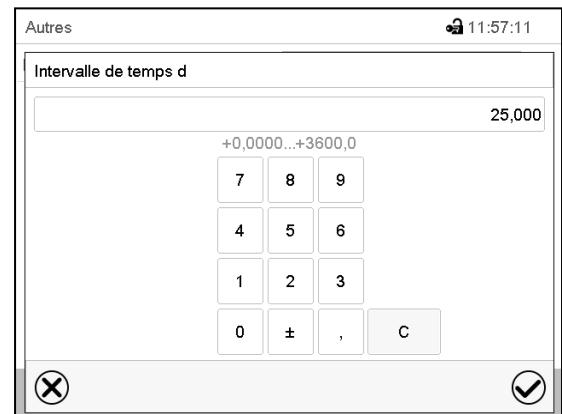 Autres 11:57:11
Intervalle de temps d
25,000
+0,0000...+3600,0
7 8 9
4 5 6
1 2 3
0 ± , C